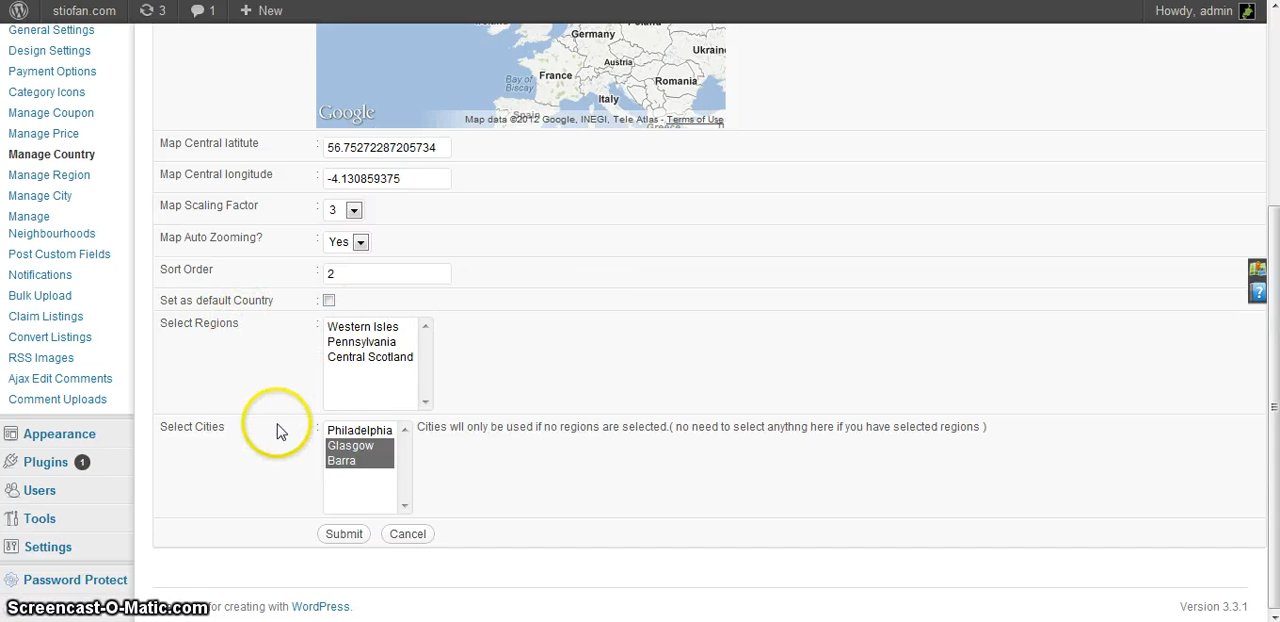 stiofan.com 3 1 + New Howdy, admin
General Settings
Design Settings
Payment Options
Category Icons
Manage Coupon
Manage Price
Manage Country
Manage Region
Manage City
Manage
Neighbourhoods
Post Custom Fields
Notifications
Bulk Upload
Claim Listings
Convert Listings
RSS Images
Ajax Edit Comments
Comment Uploads
Appearance
Plugins 1
Users
Tools
Settings
Password Protect
Germany
Ukraine
Austria
France
Bay of
Biscay
Romania
Italy
Spain
Google
Map data ©2012 Google, INEGI, Tele Atlas - Terms of Use
Greece
Map Central latitute : 56.75272287205734
Map Central longitude : -4.130859375
Map Scaling Factor : 3
Map Auto Zooming? : Yes
Sort Order : 2
Set as default Country :
Select Regions :
Western Isles
Pennsylvania
Central Scotland
Select Cities :
Philadelphia
Glasgow
Barra
Cities wll only be used if no regions are selected.( no need to select anythng here if you have selected regions )
Submit Cancel
for creating with WordPress.
Version 3.3.1
Screencast-O-Matic.com